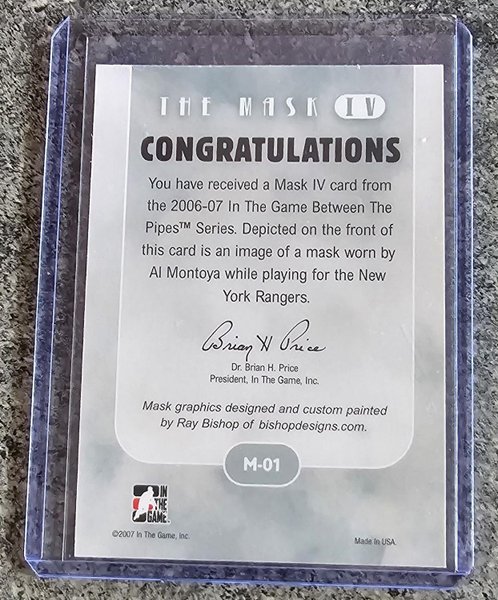 THE MASK IV
CONGRATULATIONS
You have received a Mask IV card from
the 2006-07 In The Game Between The
Pipes™ Series. Depicted on the front of
this card is an image of a mask worn by
Al Montoya while playing for the New
York Rangers.
Brian H Price
Dr. Brian H. Price
President, In The Game, Inc.
Mask graphics designed and custom painted
by Ray Bishop of bishopdesigns.com.
M-01
IN
THE
GAME
©2007 In The Game, Inc.
Made In USA.